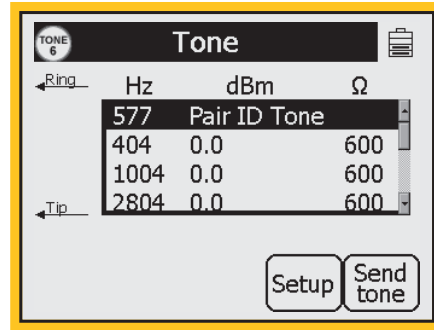 TONE
6
Tone
Ring
Hz dBm Ω
577 Pair ID Tone
404 0.0 600
1004 0.0 600
2804 0.0 600
Tip
Setup
Send
tone